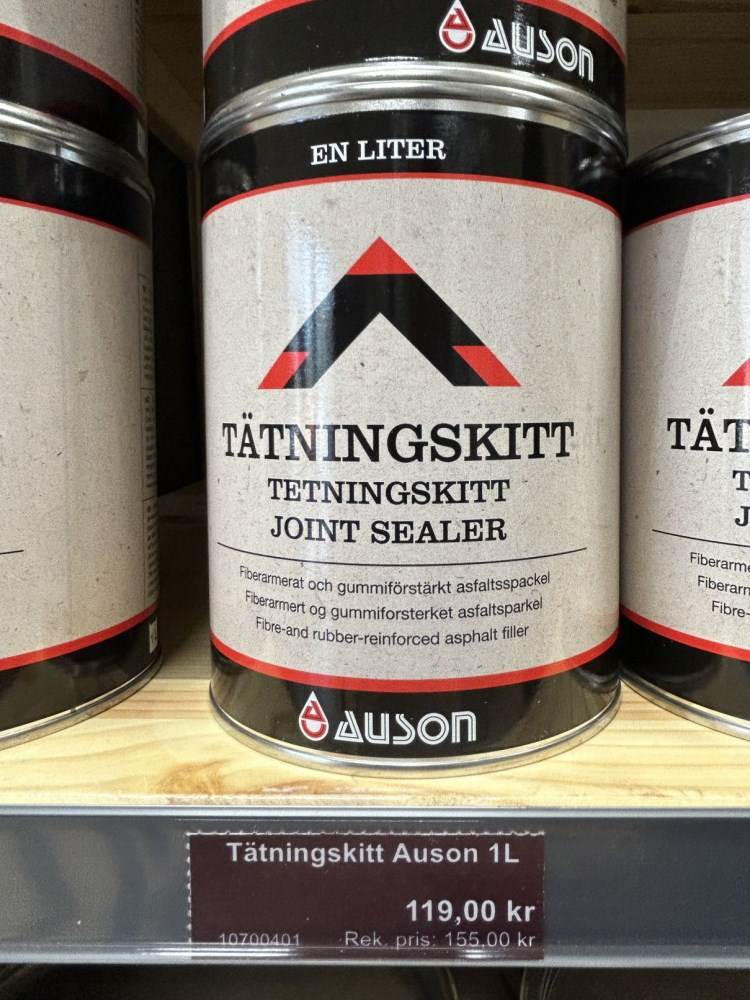 AUSON
EN LITER
TÄTNINGSKITT
TETNINGSKITT
JOINT SEALER
Fiberarmerat och gummiförstärkt asfaltsspackel
Fiberarmert og gummiforsterket asfaltsparkel
Fibre-and rubber-reinforced asphalt filler
AUSON
TÄT
T
J
Fiberarme
Fiberarm
Fibre-
Tätningskitt Auson 1L
119,00 kr
10700401 Rek. pris: 155,00 kr